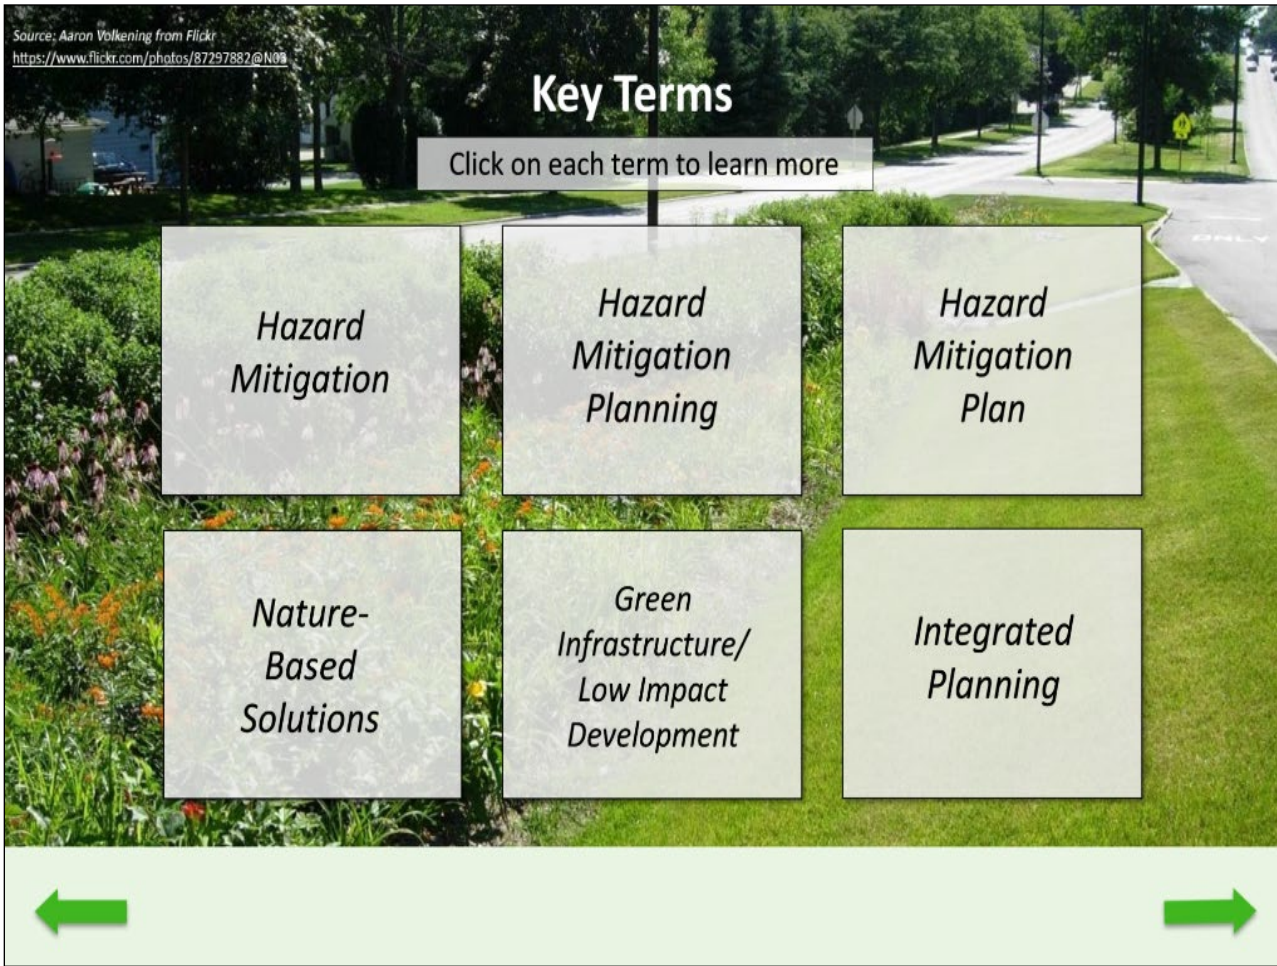 Source: Aaron Volkening from Flickr
https://www.flickr.com/photos/87297882@N03
Key Terms
Click on each term to learn more
Hazard
Mitigation
Hazard
Mitigation
Planning
Hazard
Mitigation
Plan
Nature-
Based
Solutions
Green
Infrastructure/
Low Impact
Development
Integrated
Planning
ONLY